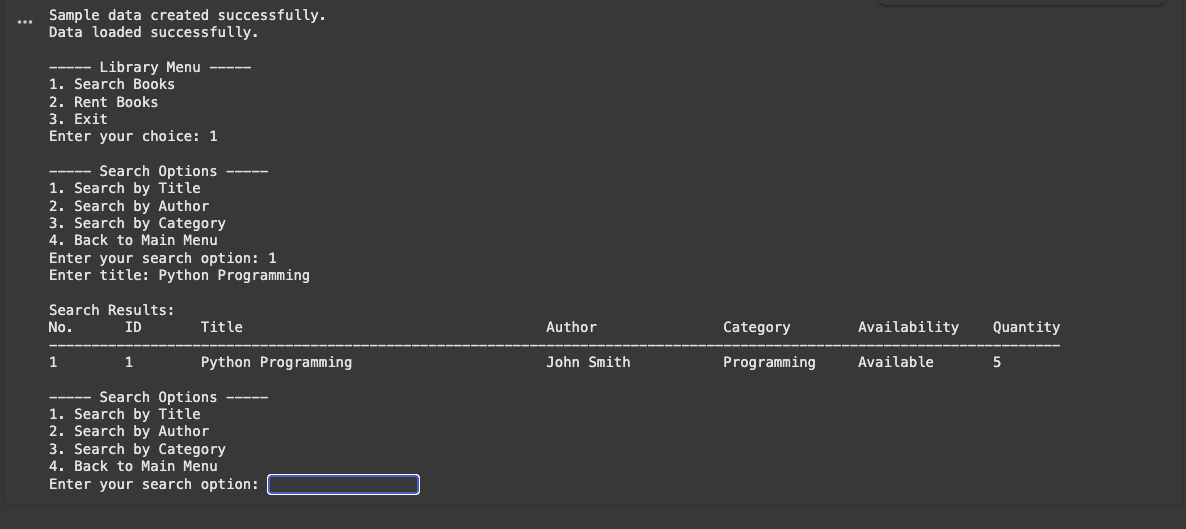 Sample data created successfully.
Data loaded successfully.
----- Library Menu -----
1. Search Books
2. Rent Books
3. Exit
Enter your choice: 1
----- Search Options -----
1. Search by Title
2. Search by Author
3. Search by Category
4. Back to Main Menu
Enter your search option: 1
Enter title: Python Programming
Search Results:
No. ID Title Author Category Availability Quantity
------------------------------------------------------------------------------------------------------------------------
1 1 Python Programming John Smith Programming Available 5
----- Search Options -----
1. Search by Title
2. Search by Author
3. Search by Category
4. Back to Main Menu
Enter your search option: